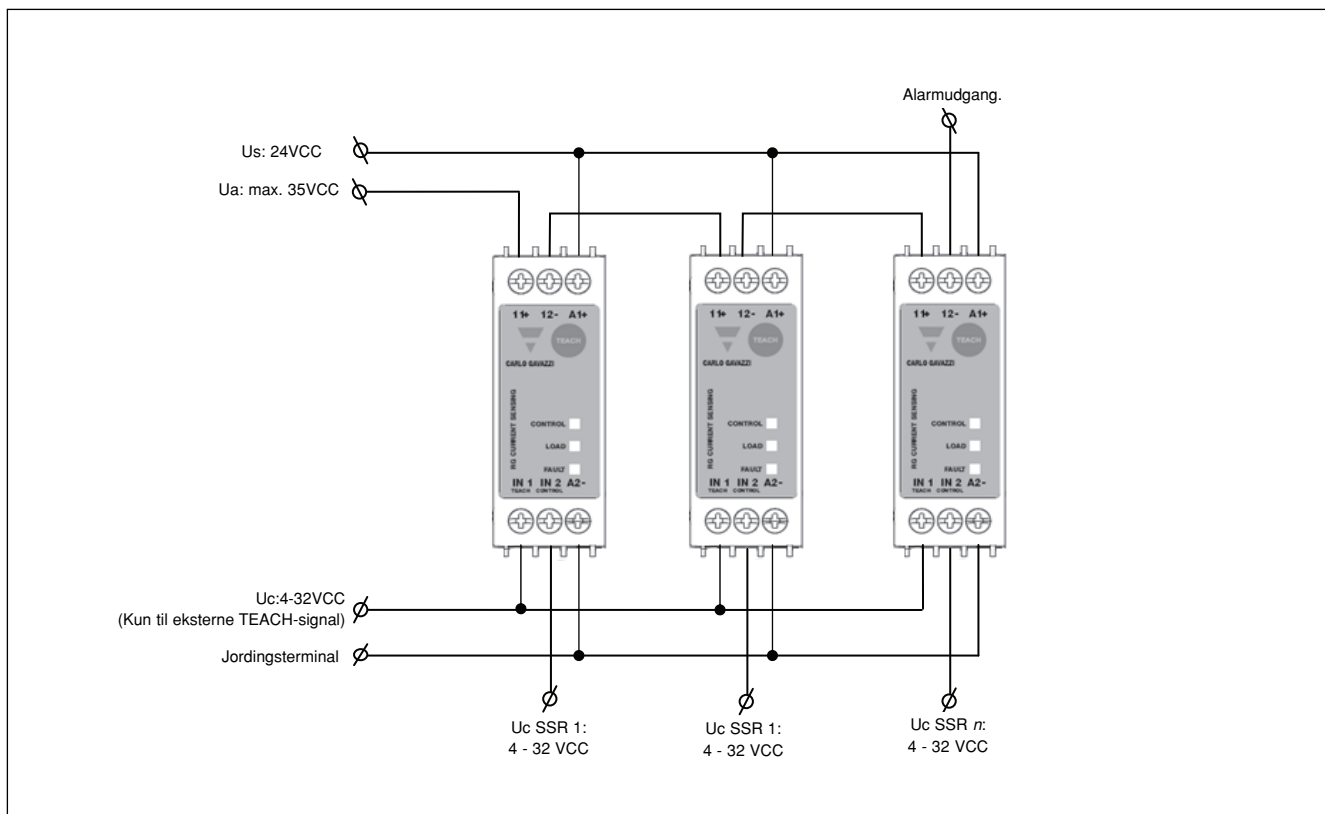 Alarmudgang.
Us: 24VCC
Ua: max. 35VCC
11+ 12- A1+
TEACH
CARLO GAVAZZI
RG CURRENT SENSING
CONTROL
LOAD
FAULT
IN 1 IN 2 A2-
TEACH CONTROL
11+ 12- A1+
TEACH
CARLO GAVAZZI
RG CURRENT SENSING
CONTROL
LOAD
FAULT
IN 1 IN 2 A2-
TEACH CONTROL
11+ 12- A1+
TEACH
CARLO GAVAZZI
RG CURRENT SENSING
CONTROL
LOAD
FAULT
IN 1 IN 2 A2-
TEACH CONTROL
Uc:4-32VCC
(Kun til eksterne TEACH-signal)
Jordingsterminal
Uc SSR 1:
4 - 32 VCC
Uc SSR 1:
4 - 32 VCC
Uc SSR n:
4 - 32 VCC